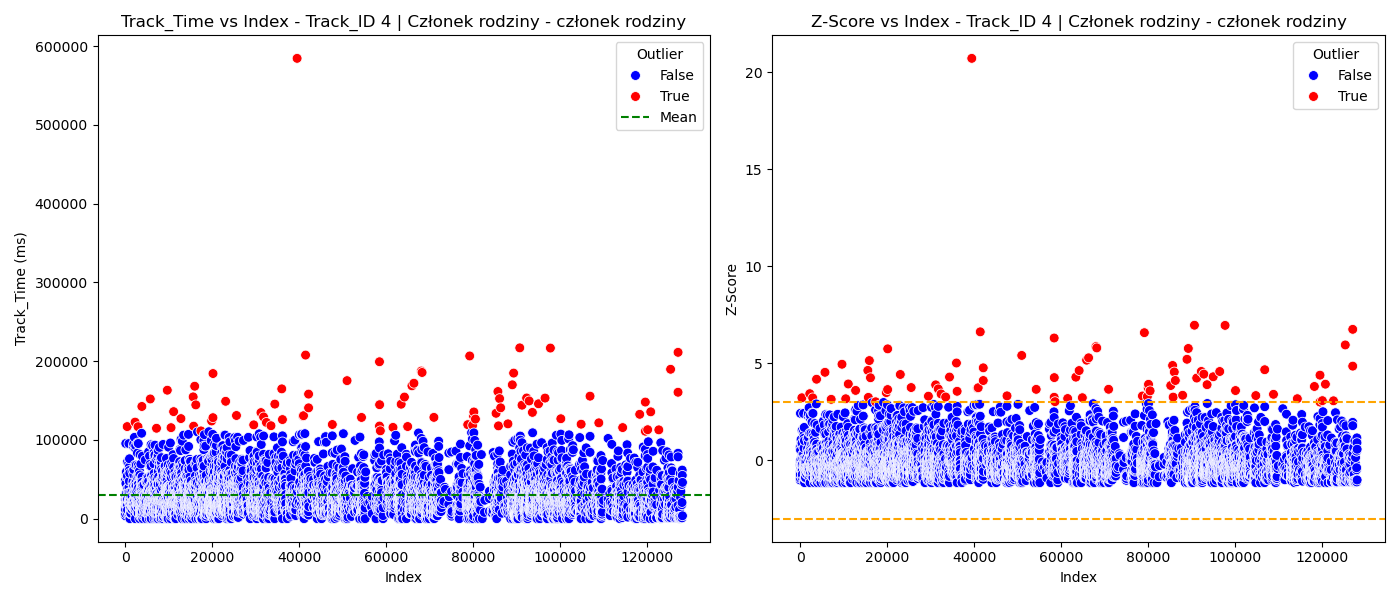 Track_Time vs Index - Track_ID 4 | Członek rodziny - członek rodziny
600000
500000
400000
300000
200000
100000
0
Track_Time (ms)
Outlier
False
True
Mean
0
20000
40000
60000
80000
100000
120000
Index
Z-Score vs Index - Track_ID 4 | Członek rodziny - członek rodziny
20
15
10
5
0
Z-Score
Outlier
False
True
0
20000
40000
60000
80000
100000
120000
Index